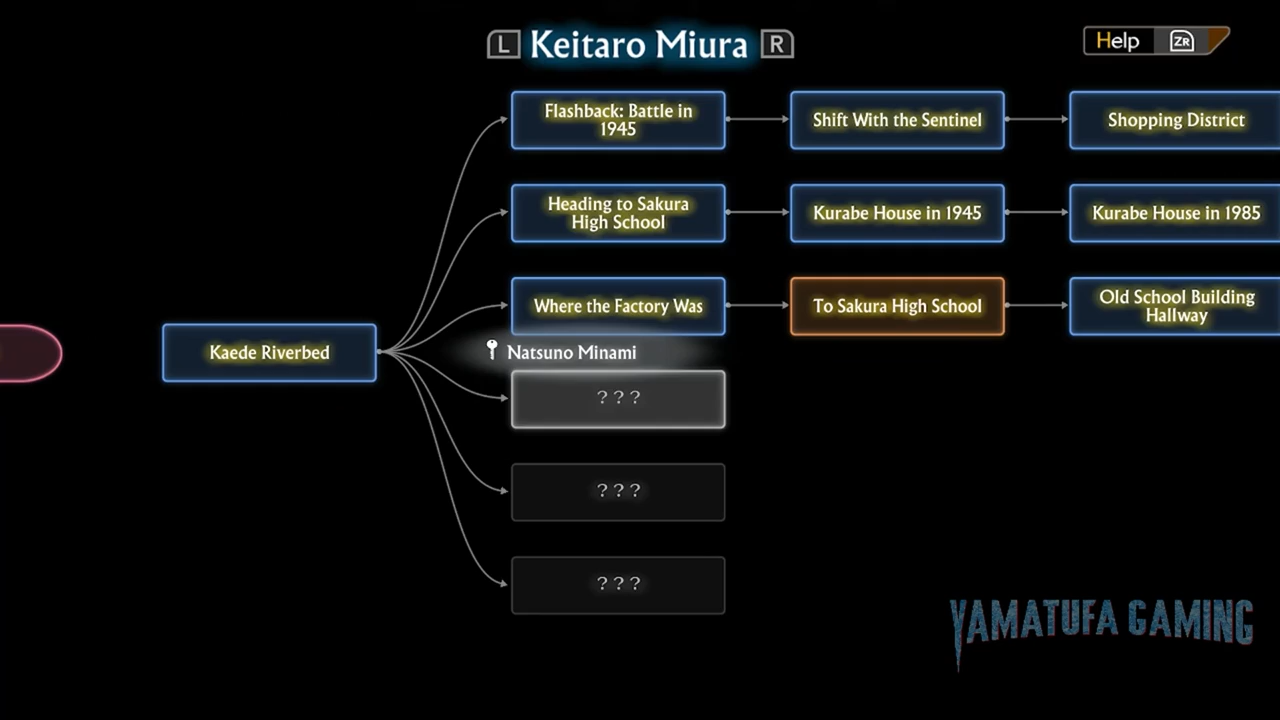 L Keitaro Miura R
Help ZR
Flashback: Battle in
1945
Shift With the Sentinel
Shopping District
Heading to Sakura
High School
Kurabe House in 1945
Kurabe House in 1985
Where the Factory Was
To Sakura High School
Old School Building
Hallway
Kaede Riverbed
Natsuno Minami
? ? ?
? ? ?
? ? ?
YAMATUFA GAMING